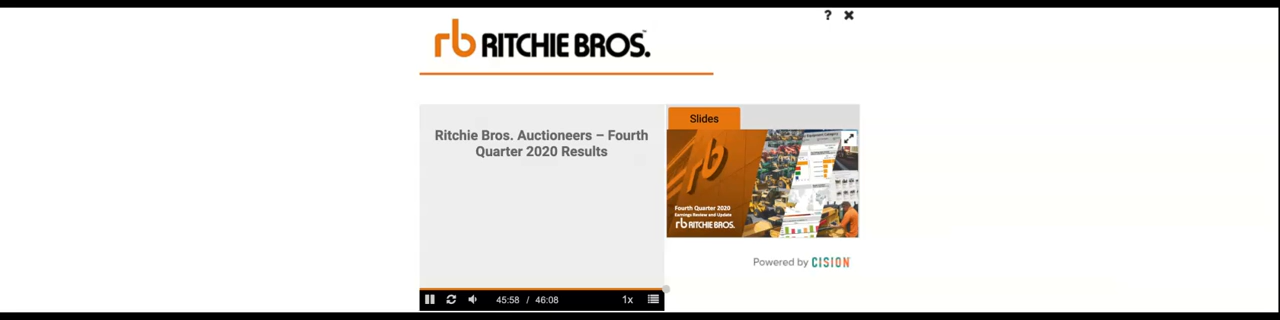 ? ✖
rb RITCHIE BROS.™
Ritchie Bros. Auctioneers – Fourth
Quarter 2020 Results
Slides
Fourth Quarter 2020
Earnings Review and Update
rb RITCHIE BROS.
Powered by CISION
45:58 / 46:08 1x